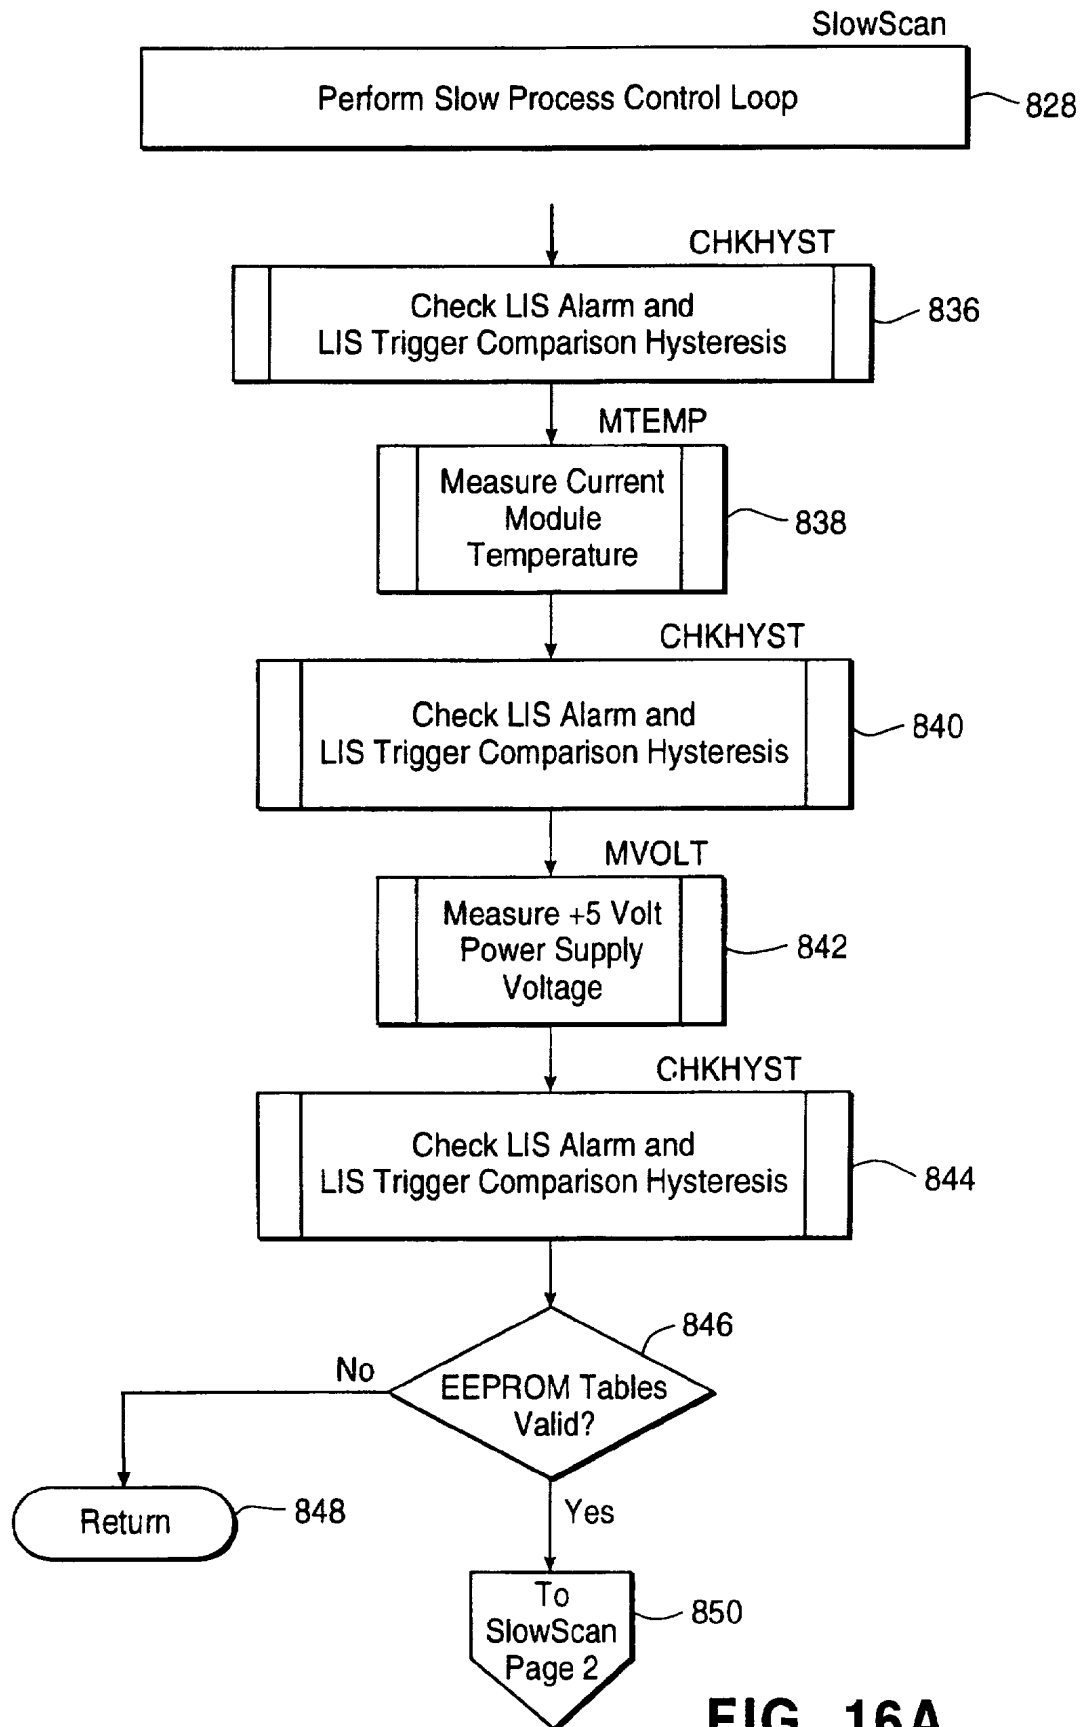 SlowScan
Perform Slow Process Control Loop
828
CHKHYST
Check LIS Alarm and
LIS Trigger Comparison Hysteresis
836
MTEMP
Measure Current
Module
Temperature
838
CHKHYST
Check LIS Alarm and
LIS Trigger Comparison Hysteresis
840
MVOLT
Measure +5 Volt
Power Supply
Voltage
842
CHKHYST
Check LIS Alarm and
LIS Trigger Comparison Hysteresis
844
846
No
EEPROM Tables
Valid?
Return
848
Yes
To
SlowScan
Page 2
850
FIG. 16A